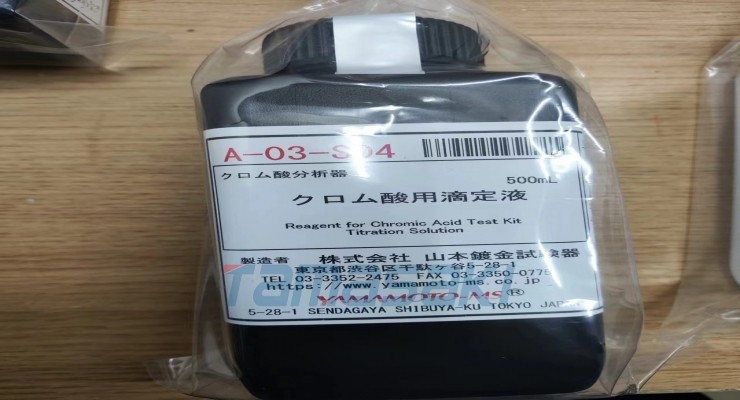 A-03-S04
クロム酸分析器
500mL
クロム酸用滴定液
Reagent for Chromic Acid Test Kit
Titration Solution
製造者 株式会社 山本鍍金試験器
東京都渋谷区千駄ヶ谷5-28-1
TEL 03-3352-2475 FAX 03-3350-0775
https://www.yamamoto-ms.co.jp
YAMAMOTO-MS®
5-28-1 SENDAGAYA SHIBUYA-KU TOKYO JAPAN